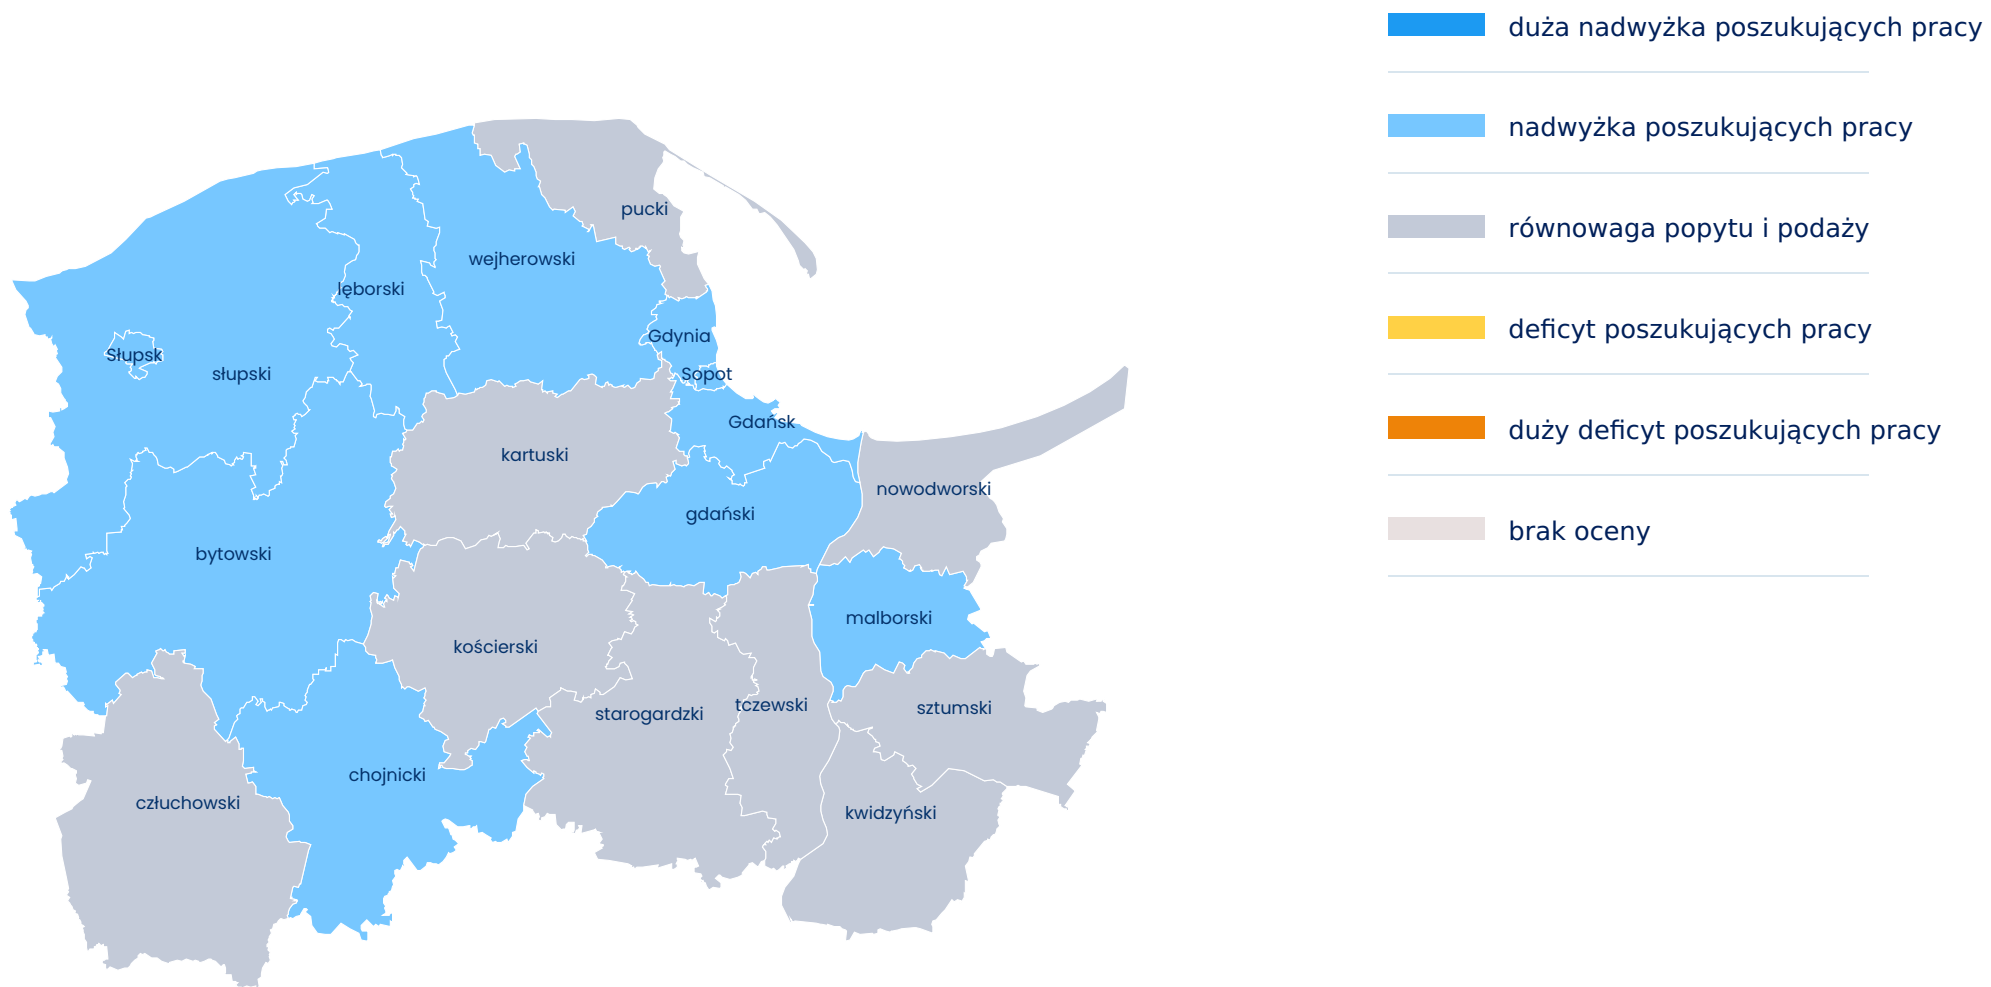 duża nadwyżka poszukujących pracy
nadwyżka poszukujących pracy
równowaga popytu i podaży
deficyt poszukujących pracy
duży deficyt poszukujących pracy
brak oceny
pucki
wejherowski
lęborski
Gdynia
Słupsk
słupski
Sopot
Gdańsk
kartuski
nowodworski
gdański
bytowski
malborski
kościerski
tczewski
sztumski
starogardzki
chojnicki
człuchowski
kwidzyński